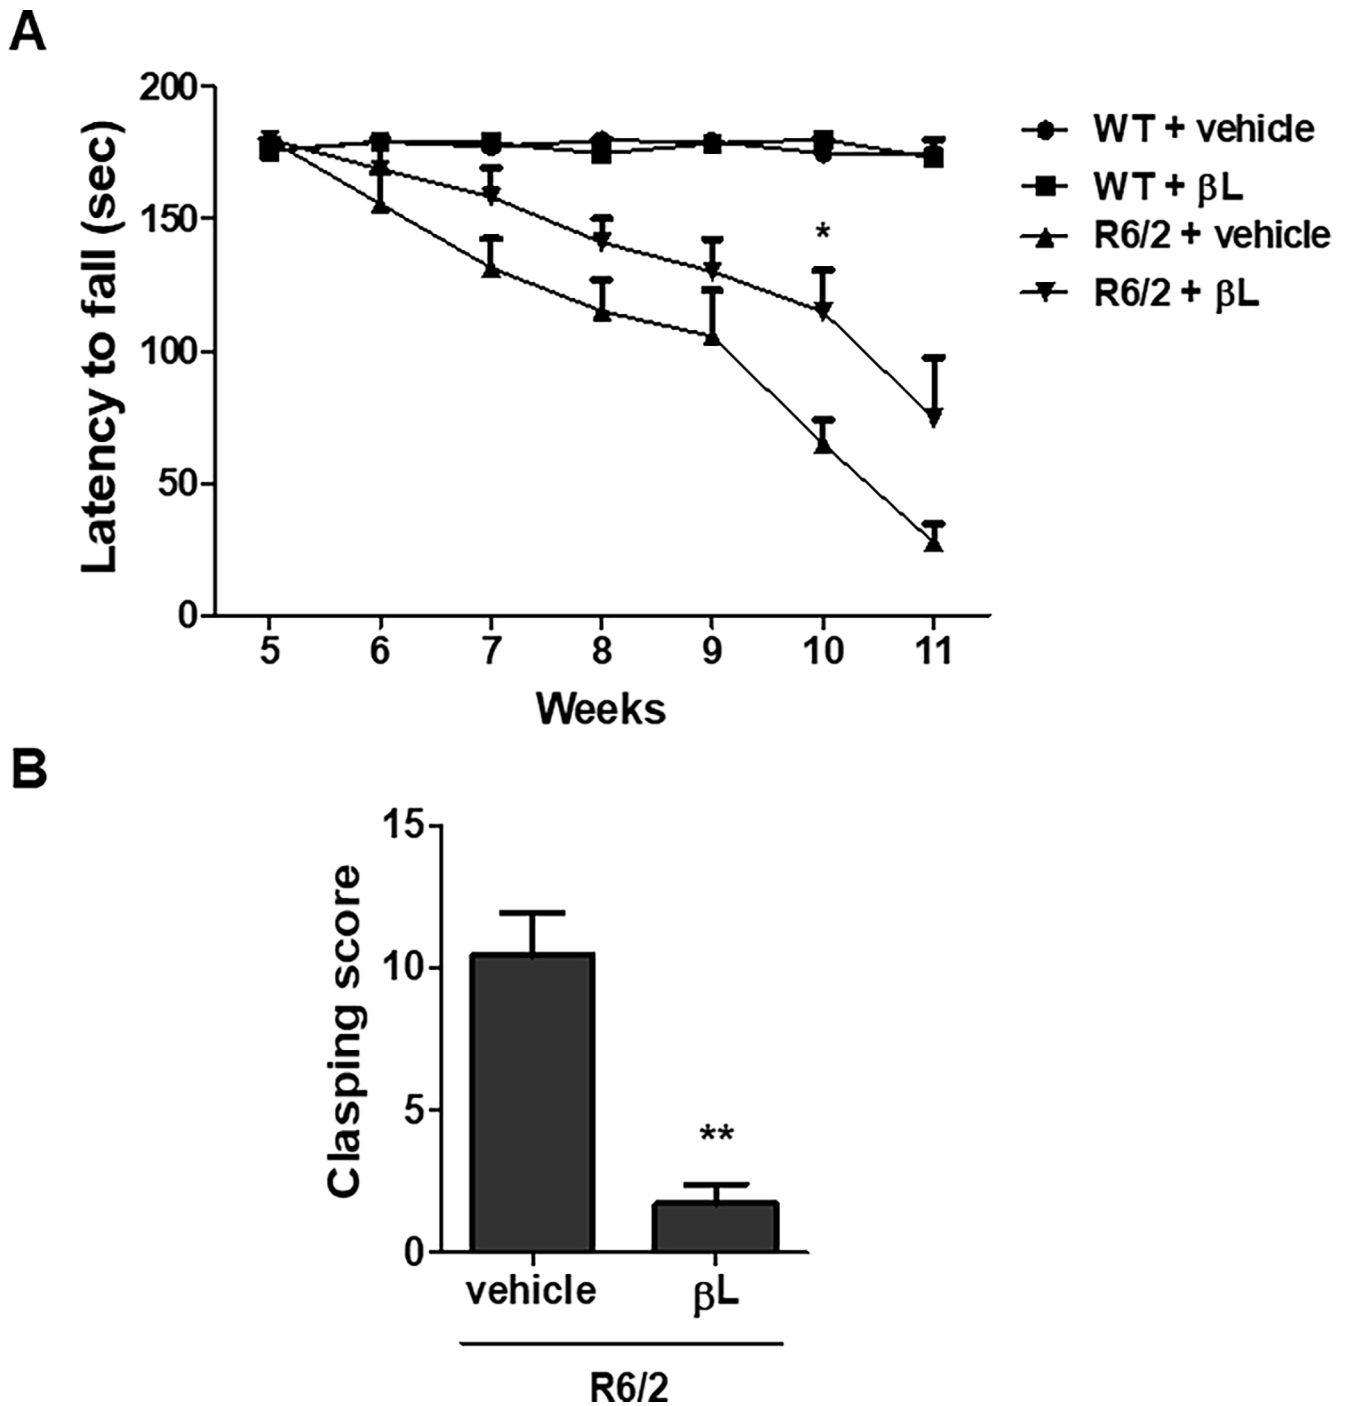 A
200
150
100
50
0
Latency to fall (sec)
*
5 6 7 8 9 10 11
Weeks
WT + vehicle
WT + βL
R6/2 + vehicle
R6/2 + βL
B
15
10
5
0
Clasping score
**
vehicle βL
R6/2